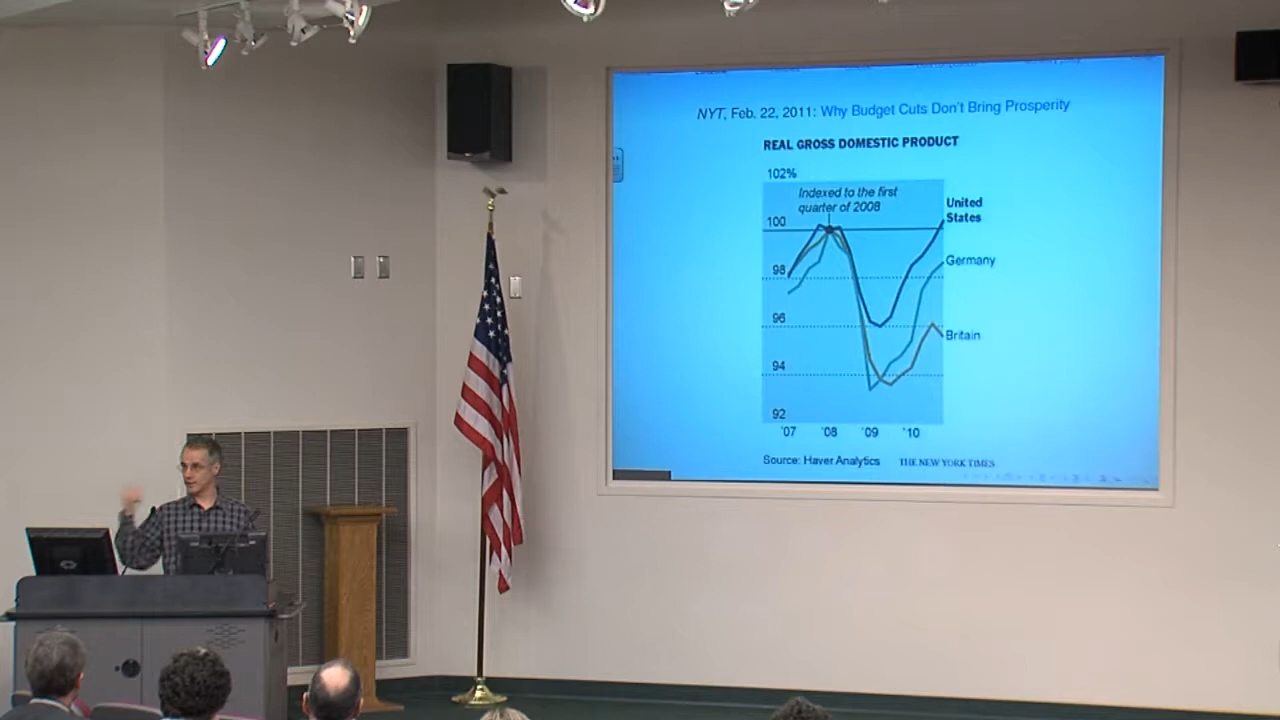 NYT, Feb. 22, 2011: Why Budget Cuts Don't Bring Prosperity
REAL GROSS DOMESTIC PRODUCT
102%
Indexed to the first
quarter of 2008
100
98
96
94
92
United
States
Germany
Britain
'07 '08 '09 '10
Source: Haver Analytics THE NEW YORK TIMES